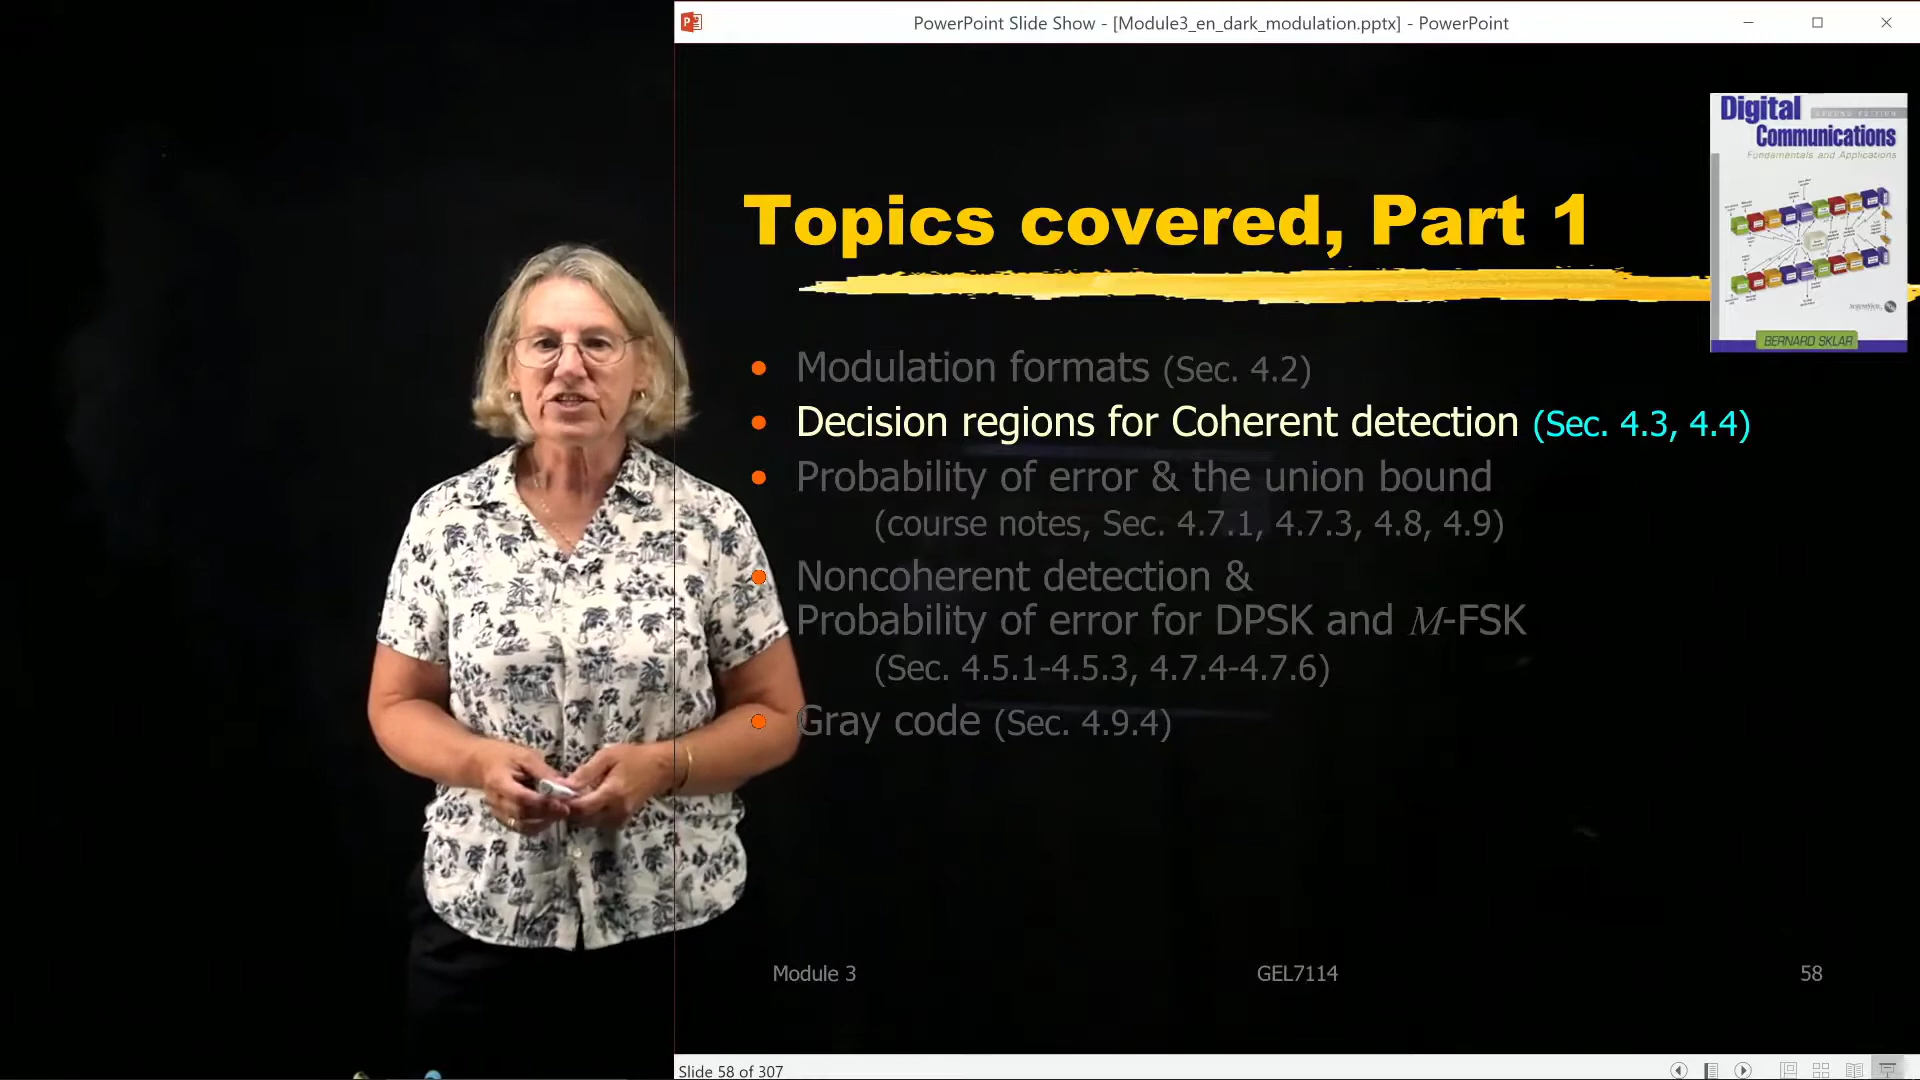 PowerPoint Slide Show - [Module3_en_dark_modulation.pptx] - PowerPoint
Digital
SECOND EDITION
Communications
Fundamentals and Applications
BERNARD SKLAR
Topics covered, Part 1
Modulation formats (Sec. 4.2)
Decision regions for Coherent detection (Sec. 4.3, 4.4)
Probability of error & the union bound
(course notes, Sec. 4.7.1, 4.7.3, 4.8, 4.9)
Noncoherent detection &
Probability of error for DPSK and M-FSK
(Sec. 4.5.1-4.5.3, 4.7.4-4.7.6)
Gray code (Sec. 4.9.4)
Module 3
GEL7114
58
Slide 58 of 307